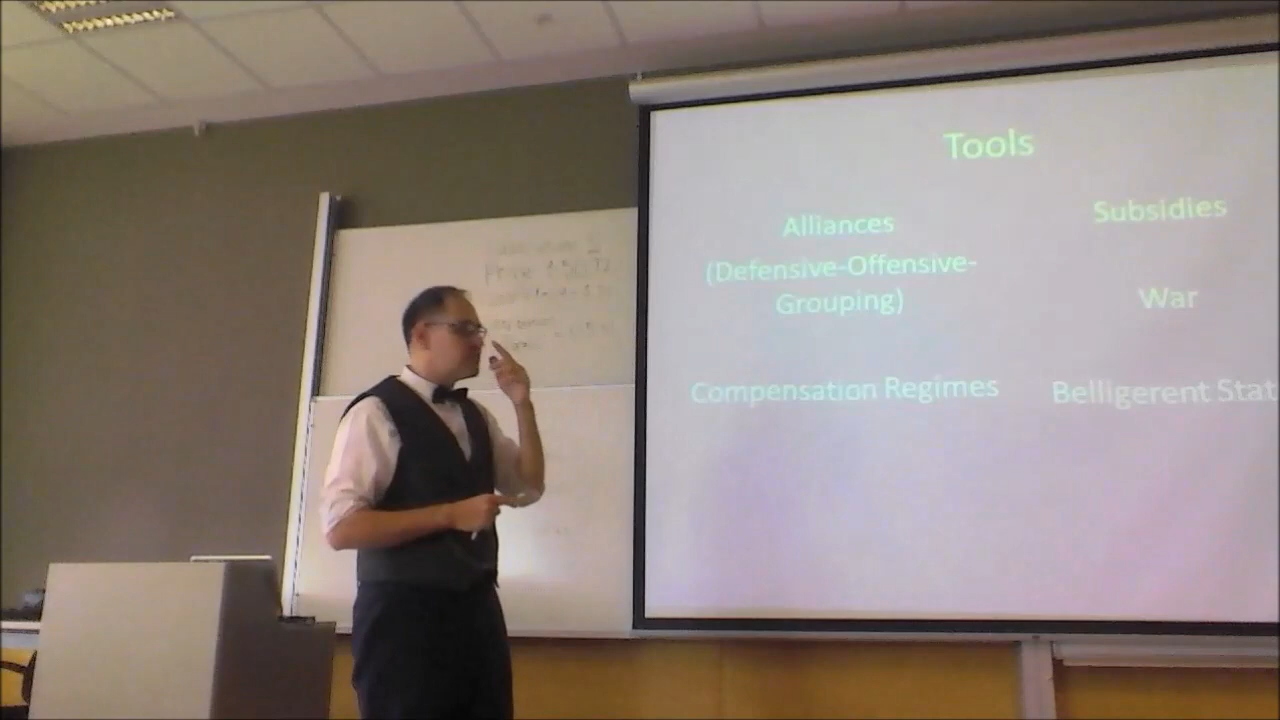 Tools
Alliances
(Defensive-Offensive-
Grouping)
Compensation Regimes
Subsidies
War
Belligerent Stat